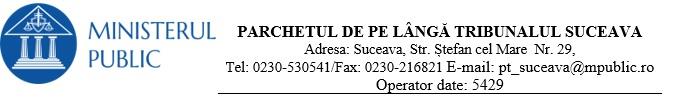 MINISTERUL
PUBLIC
PARCHETUL DE PE LÂNGĂ TRIBUNALUL SUCEAVA
Adresa: Suceava, Str. Ștefan cel Mare Nr. 29,
Tel: 0230-530541/Fax: 0230-216821 E-mail: pt_suceava@mpublic.ro
Operator date: 5429